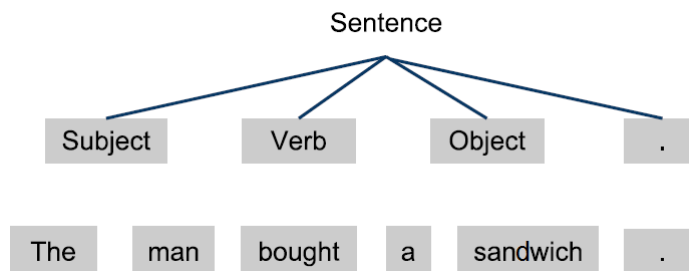 Sentence
Subject Verb Object .
The man bought a sandwich .